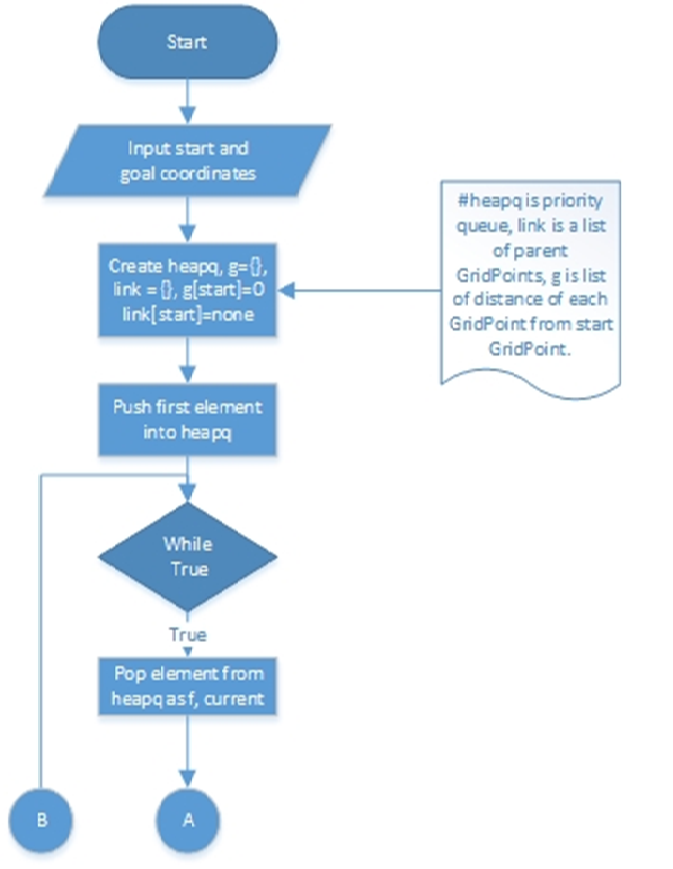 Start
Input start and
goal coordinates
Create heapq, g={},
link = {}, g[start]=0
link[start]=none
#heapq is priority
queue, link is a list
of parent
GridPoints, g is list
of distance of each
GridPoint from start
GridPoint.
Push first element
into heapq
While
True
True
Pop element from
heapq as f, current
B
A